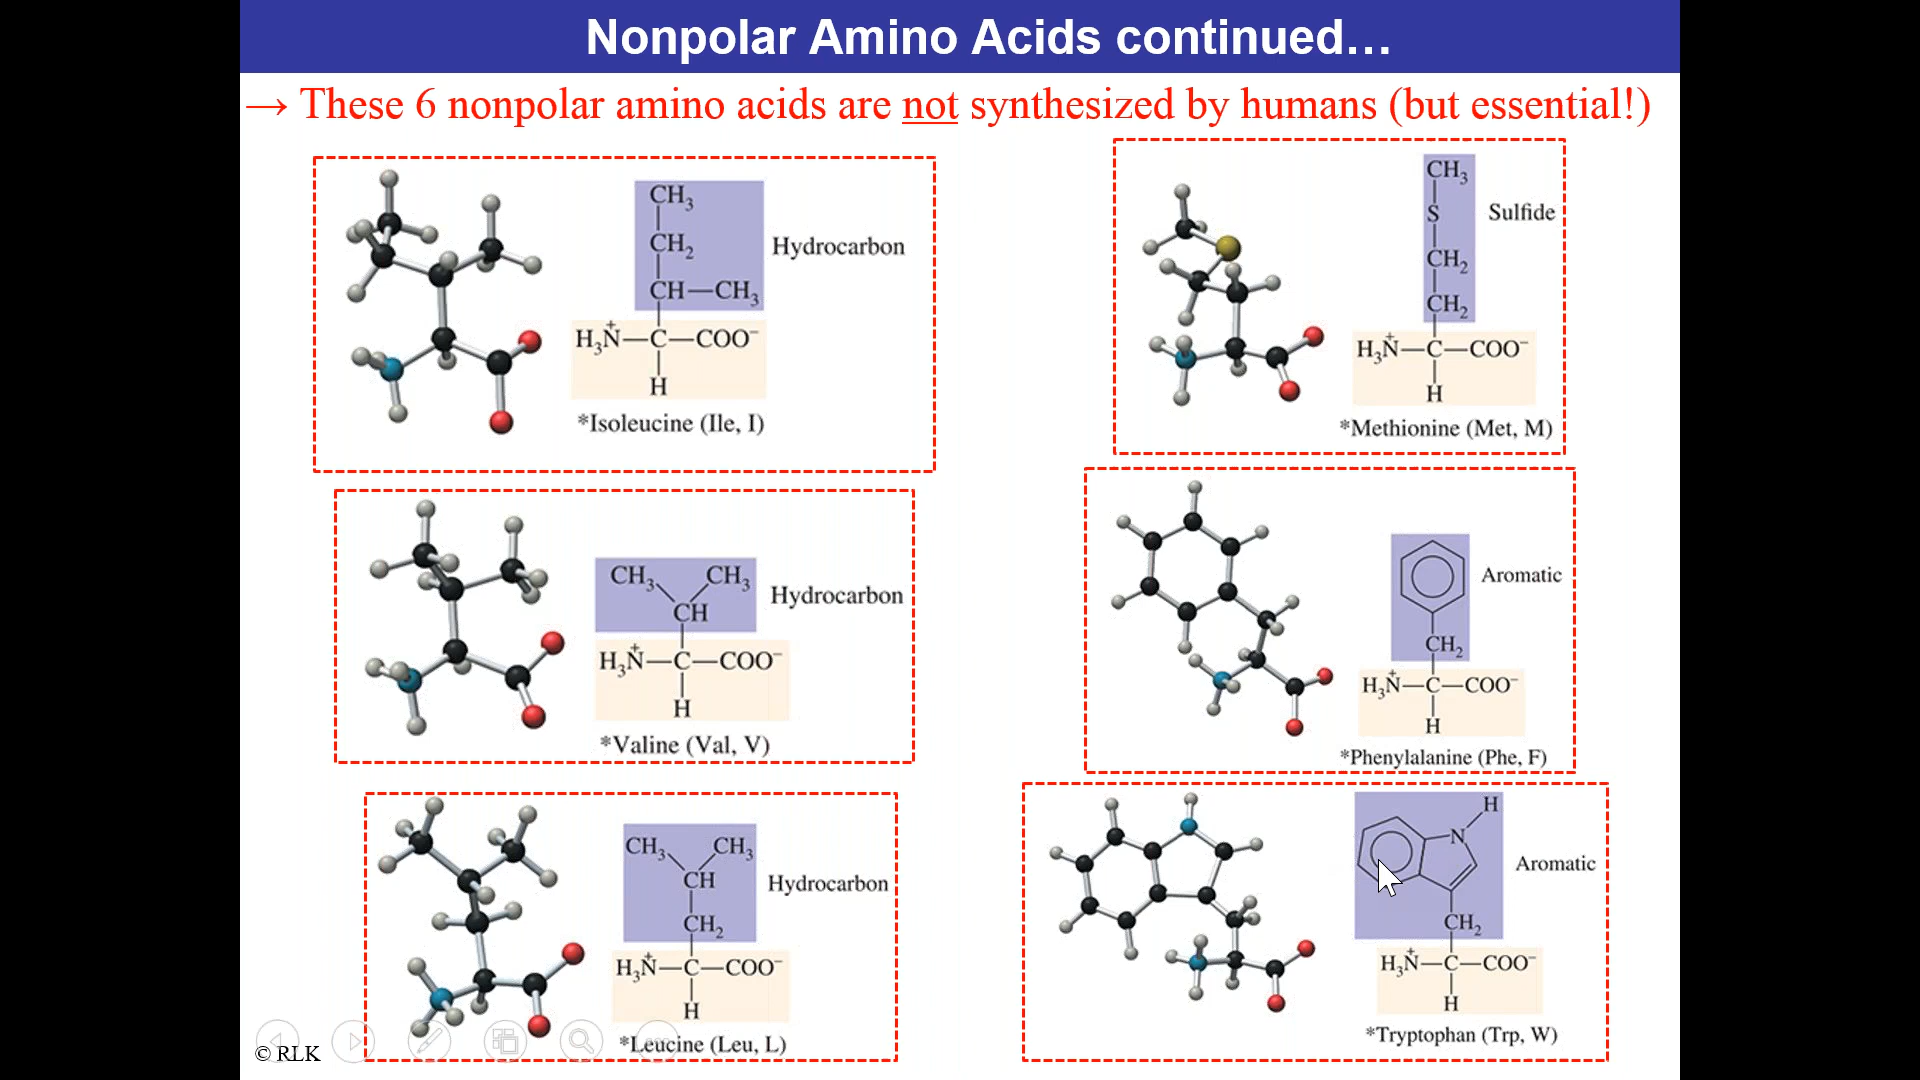 Nonpolar Amino Acids continued…
→ These 6 nonpolar amino acids are not synthesized by humans (but essential!)
CH₃
CH₂
CH—CH₃
Hydrocarbon
H₃N⁺—C—COO⁻
H
*Isoleucine (Ile, I)
CH₃
S
CH₂
CH₂
Sulfide
H₃N⁺—C—COO⁻
H
*Methionine (Met, M)
CH₃ CH₃
CH
Hydrocarbon
H₃N⁺—C—COO⁻
H
*Valine (Val, V)
Aromatic
CH₂
H₃N⁺—C—COO⁻
H
*Phenylalanine (Phe, F)
CH₃ CH₃
CH
Hydrocarbon
CH₂
H₃N⁺—C—COO⁻
H
*Leucine (Leu, L)
H
N
Aromatic
CH₂
H₃N⁺—C—COO⁻
H
*Tryptophan (Trp, W)
© RLK